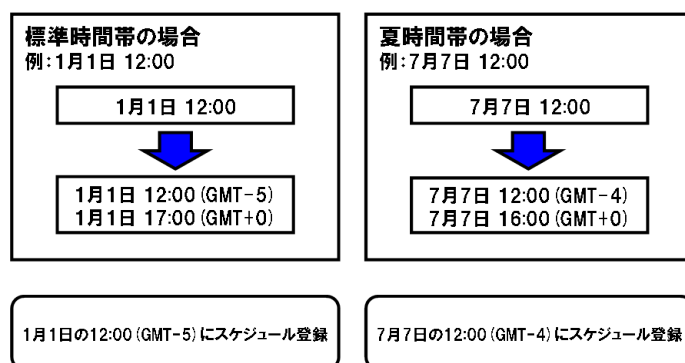 標準時間帯の場合
例:1月1日 12:00
1月1日 12:00
1月1日 12:00(GMT-5)
1月1日 17:00(GMT+0)
1月1日の12:00(GMT-5)にスケジュール登録
夏時間帯の場合
例:7月7日 12:00
7月7日 12:00
7月7日 12:00(GMT-4)
7月7日 16:00(GMT+0)
7月7日の12:00(GMT-4)にスケジュール登録